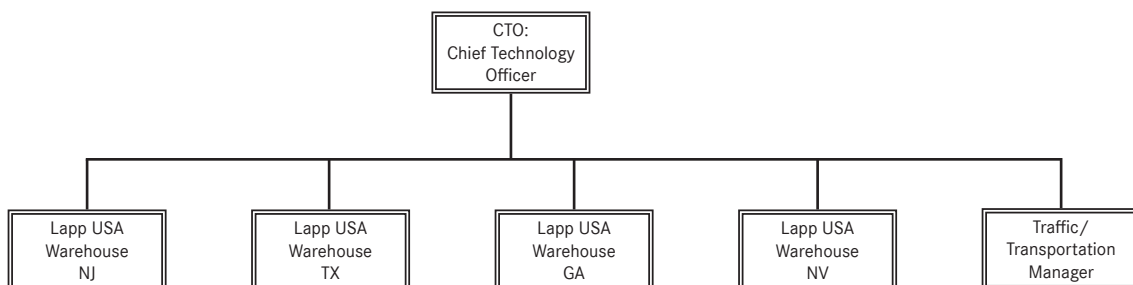 CTO:
Chief Technology
Officer
Lapp USA
Warehouse
NJ
Lapp USA
Warehouse
TX
Lapp USA
Warehouse
GA
Lapp USA
Warehouse
NV
Traffic/
Transportation
Manager